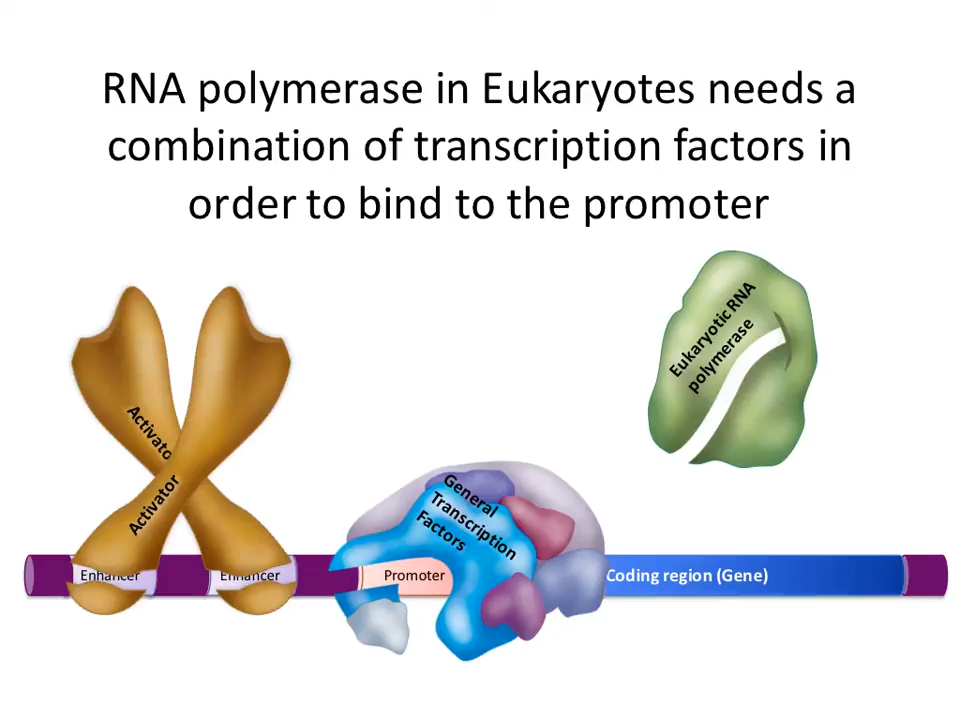 RNA polymerase in Eukaryotes needs a
combination of transcription factors in
order to bind to the promoter
Eukaryotic RNA
polymerase
Activato
Activator
General
Transcription
Factors
Enhancer
Enhancer
Promoter
Coding region (Gene)